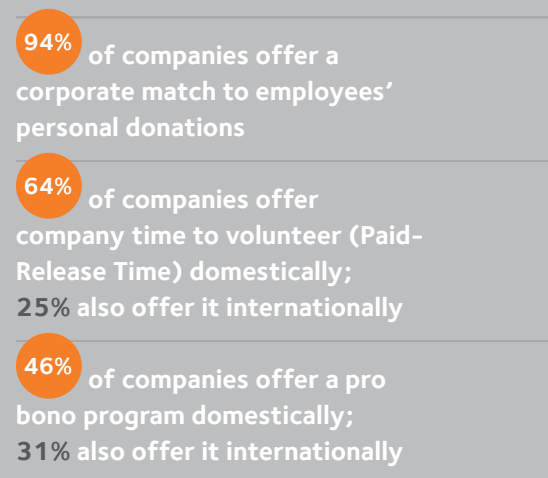 94% of companies offer a
corporate match to employees’
personal donations
64% of companies offer
company time to volunteer (Paid-
Release Time) domestically;
25% also offer it internationally
46% of companies offer a pro
bono program domestically;
31% also offer it internationally